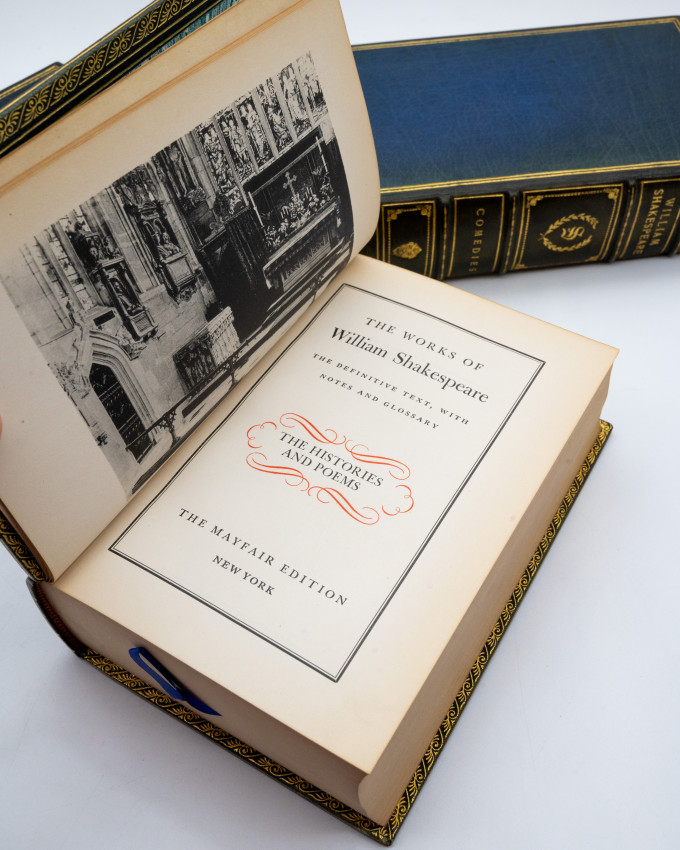 THE WORKS OF
William Shakespeare
THE DEFINITIVE TEXT, WITH
NOTES AND GLOSSARY
THE HISTORIES
AND POEMS
THE MAYFAIR EDITION
NEW YORK
COMEDIES
WILLIAM
SHAKESPEARE